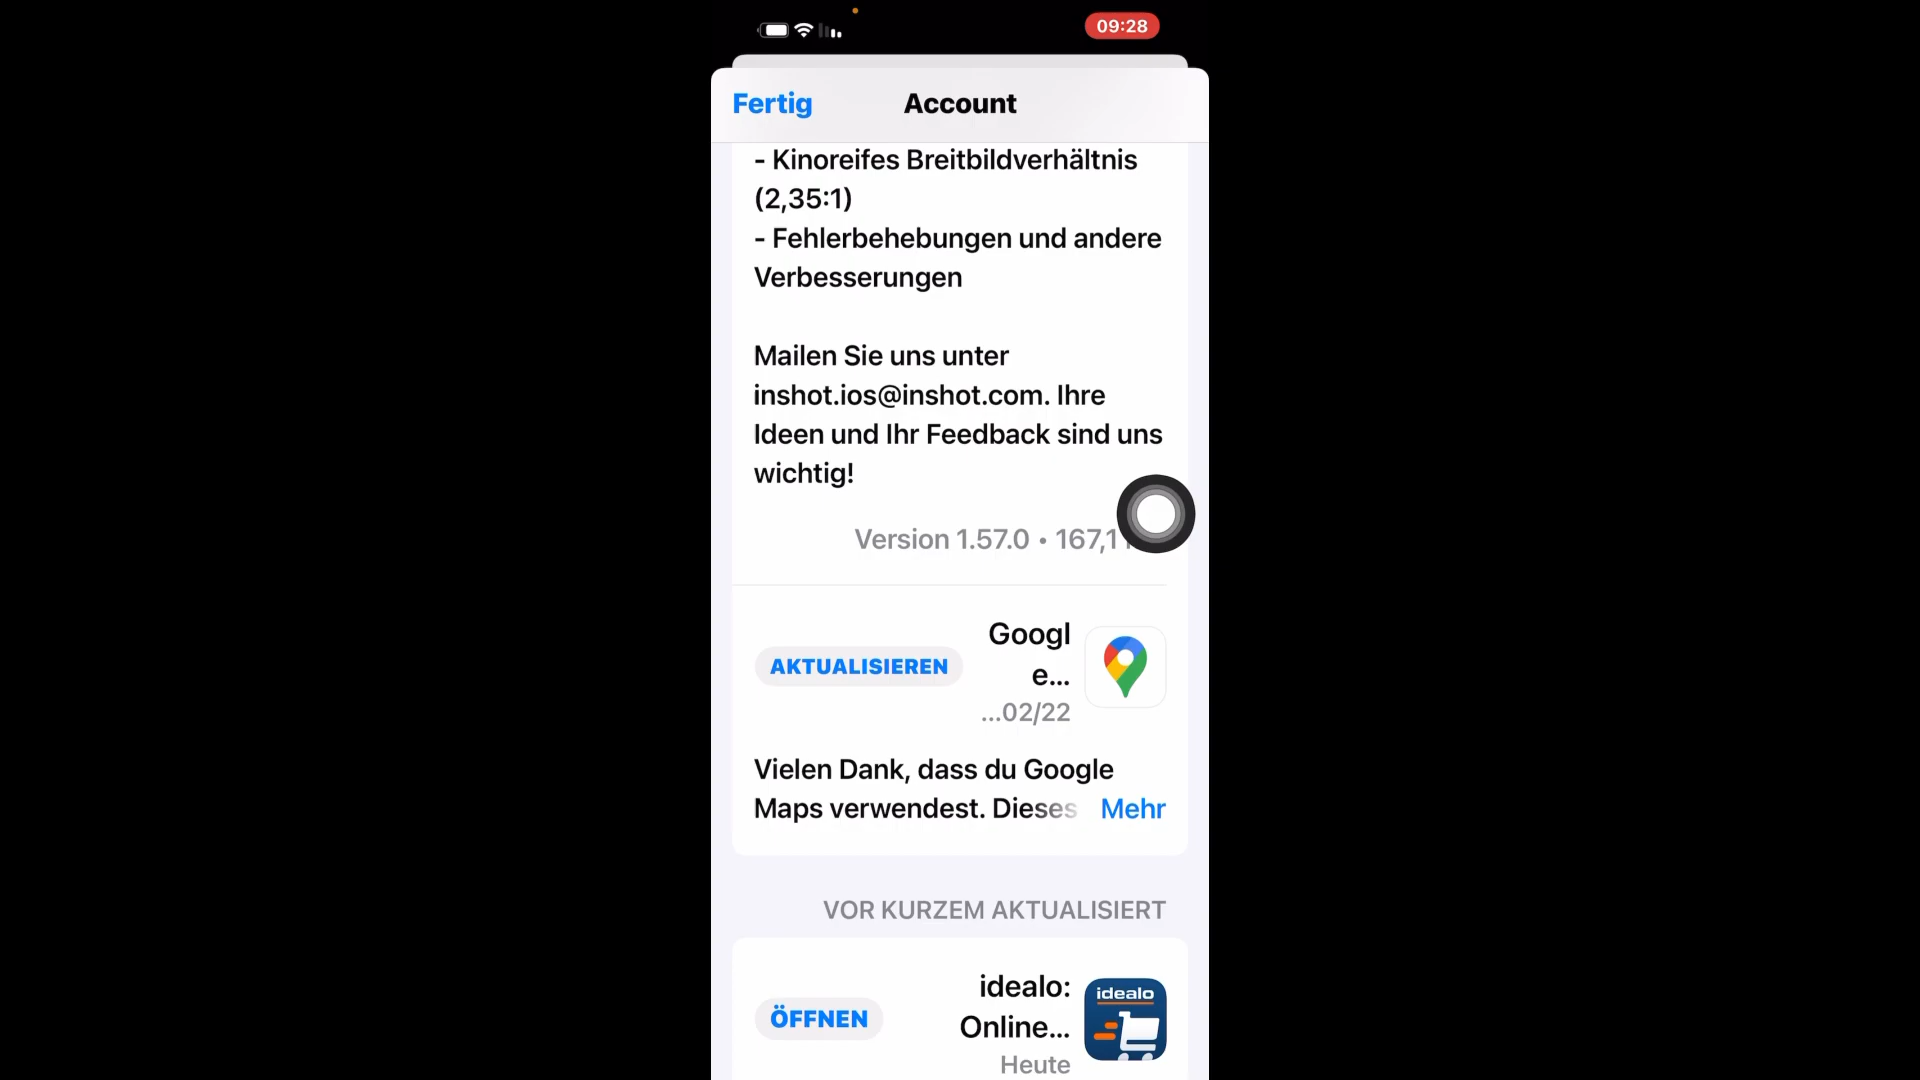 09:28
Fertig
Account
- Kinoreifes Breitbildverhältnis
(2,35:1)
- Fehlerbehebungen und andere
Verbesserungen
Mailen Sie uns unter
inshot.ios@inshot.com. Ihre
Ideen und Ihr Feedback sind uns
wichtig!
Version 1.57.0 • 167,1
AKTUALISIEREN
Googl
e...
...02/22
Vielen Dank, dass du Google
Maps verwendest. Dieses Mehr
VOR KURZEM AKTUALISIERT
ÖFFNEN
idealo:
Online...
Heute
idealo